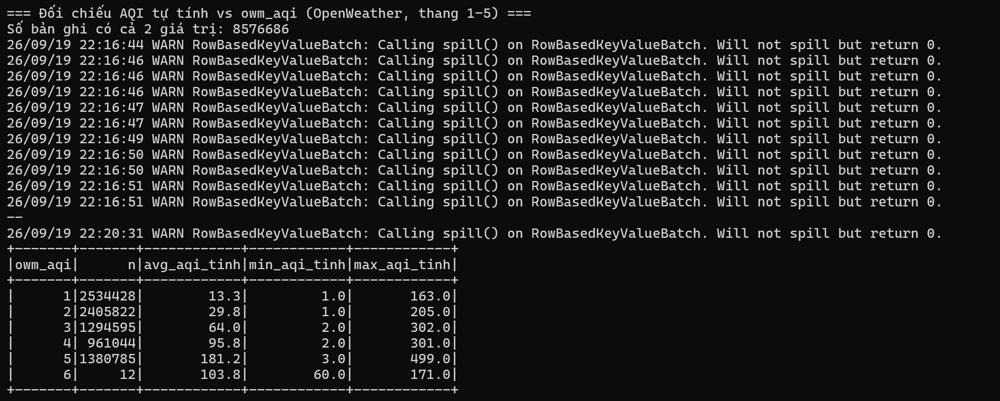 === Đối chiếu AQI tự tính vs owm_aqi (OpenWeather, thang 1-5) ===
Số bản ghi có cả 2 giá trị: 8576686
26/09/19 22:16:44 WARN RowBasedKeyValueBatch: Calling spill() on RowBasedKeyValueBatch. Will not spill but return 0.
26/09/19 22:16:46 WARN RowBasedKeyValueBatch: Calling spill() on RowBasedKeyValueBatch. Will not spill but return 0.
26/09/19 22:16:46 WARN RowBasedKeyValueBatch: Calling spill() on RowBasedKeyValueBatch. Will not spill but return 0.
26/09/19 22:16:46 WARN RowBasedKeyValueBatch: Calling spill() on RowBasedKeyValueBatch. Will not spill but return 0.
26/09/19 22:16:47 WARN RowBasedKeyValueBatch: Calling spill() on RowBasedKeyValueBatch. Will not spill but return 0.
26/09/19 22:16:47 WARN RowBasedKeyValueBatch: Calling spill() on RowBasedKeyValueBatch. Will not spill but return 0.
26/09/19 22:16:49 WARN RowBasedKeyValueBatch: Calling spill() on RowBasedKeyValueBatch. Will not spill but return 0.
26/09/19 22:16:50 WARN RowBasedKeyValueBatch: Calling spill() on RowBasedKeyValueBatch. Will not spill but return 0.
26/09/19 22:16:50 WARN RowBasedKeyValueBatch: Calling spill() on RowBasedKeyValueBatch. Will not spill but return 0.
26/09/19 22:16:51 WARN RowBasedKeyValueBatch: Calling spill() on RowBasedKeyValueBatch. Will not spill but return 0.
26/09/19 22:16:51 WARN RowBasedKeyValueBatch: Calling spill() on RowBasedKeyValueBatch. Will not spill but return 0.
--
26/09/19 22:20:31 WARN RowBasedKeyValueBatch: Calling spill() on RowBasedKeyValueBatch. Will not spill but return 0.
+-------+-------+------------+------------+------------+
|owm_aqi|      n|avg_aqi_tinh|min_aqi_tinh|max_aqi_tinh|
+-------+-------+------------+------------+------------+
|      1|2534428|        13.3|         1.0|       163.0|
|      2|2405822|        29.8|         1.0|       205.0|
|      3|1294595|        64.0|         2.0|       302.0|
|      4| 961044|        95.8|         2.0|       301.0|
|      5|1380785|       181.2|         3.0|       499.0|
|      6|     12|       103.8|        60.0|       171.0|
+-------+-------+------------+------------+------------+